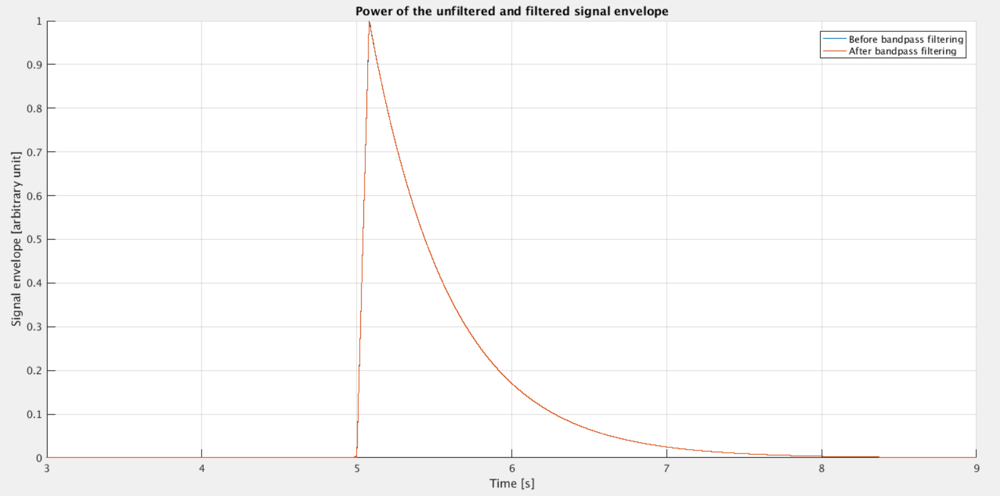 Power of the unfiltered and filtered signal envelope
Before bandpass filtering
After bandpass filtering
Signal envelope [arbitrary unit]
1
0.9
0.8
0.7
0.6
0.5
0.4
0.3
0.2
0.1
0
3 4 5 6 7 8 9
Time [s]